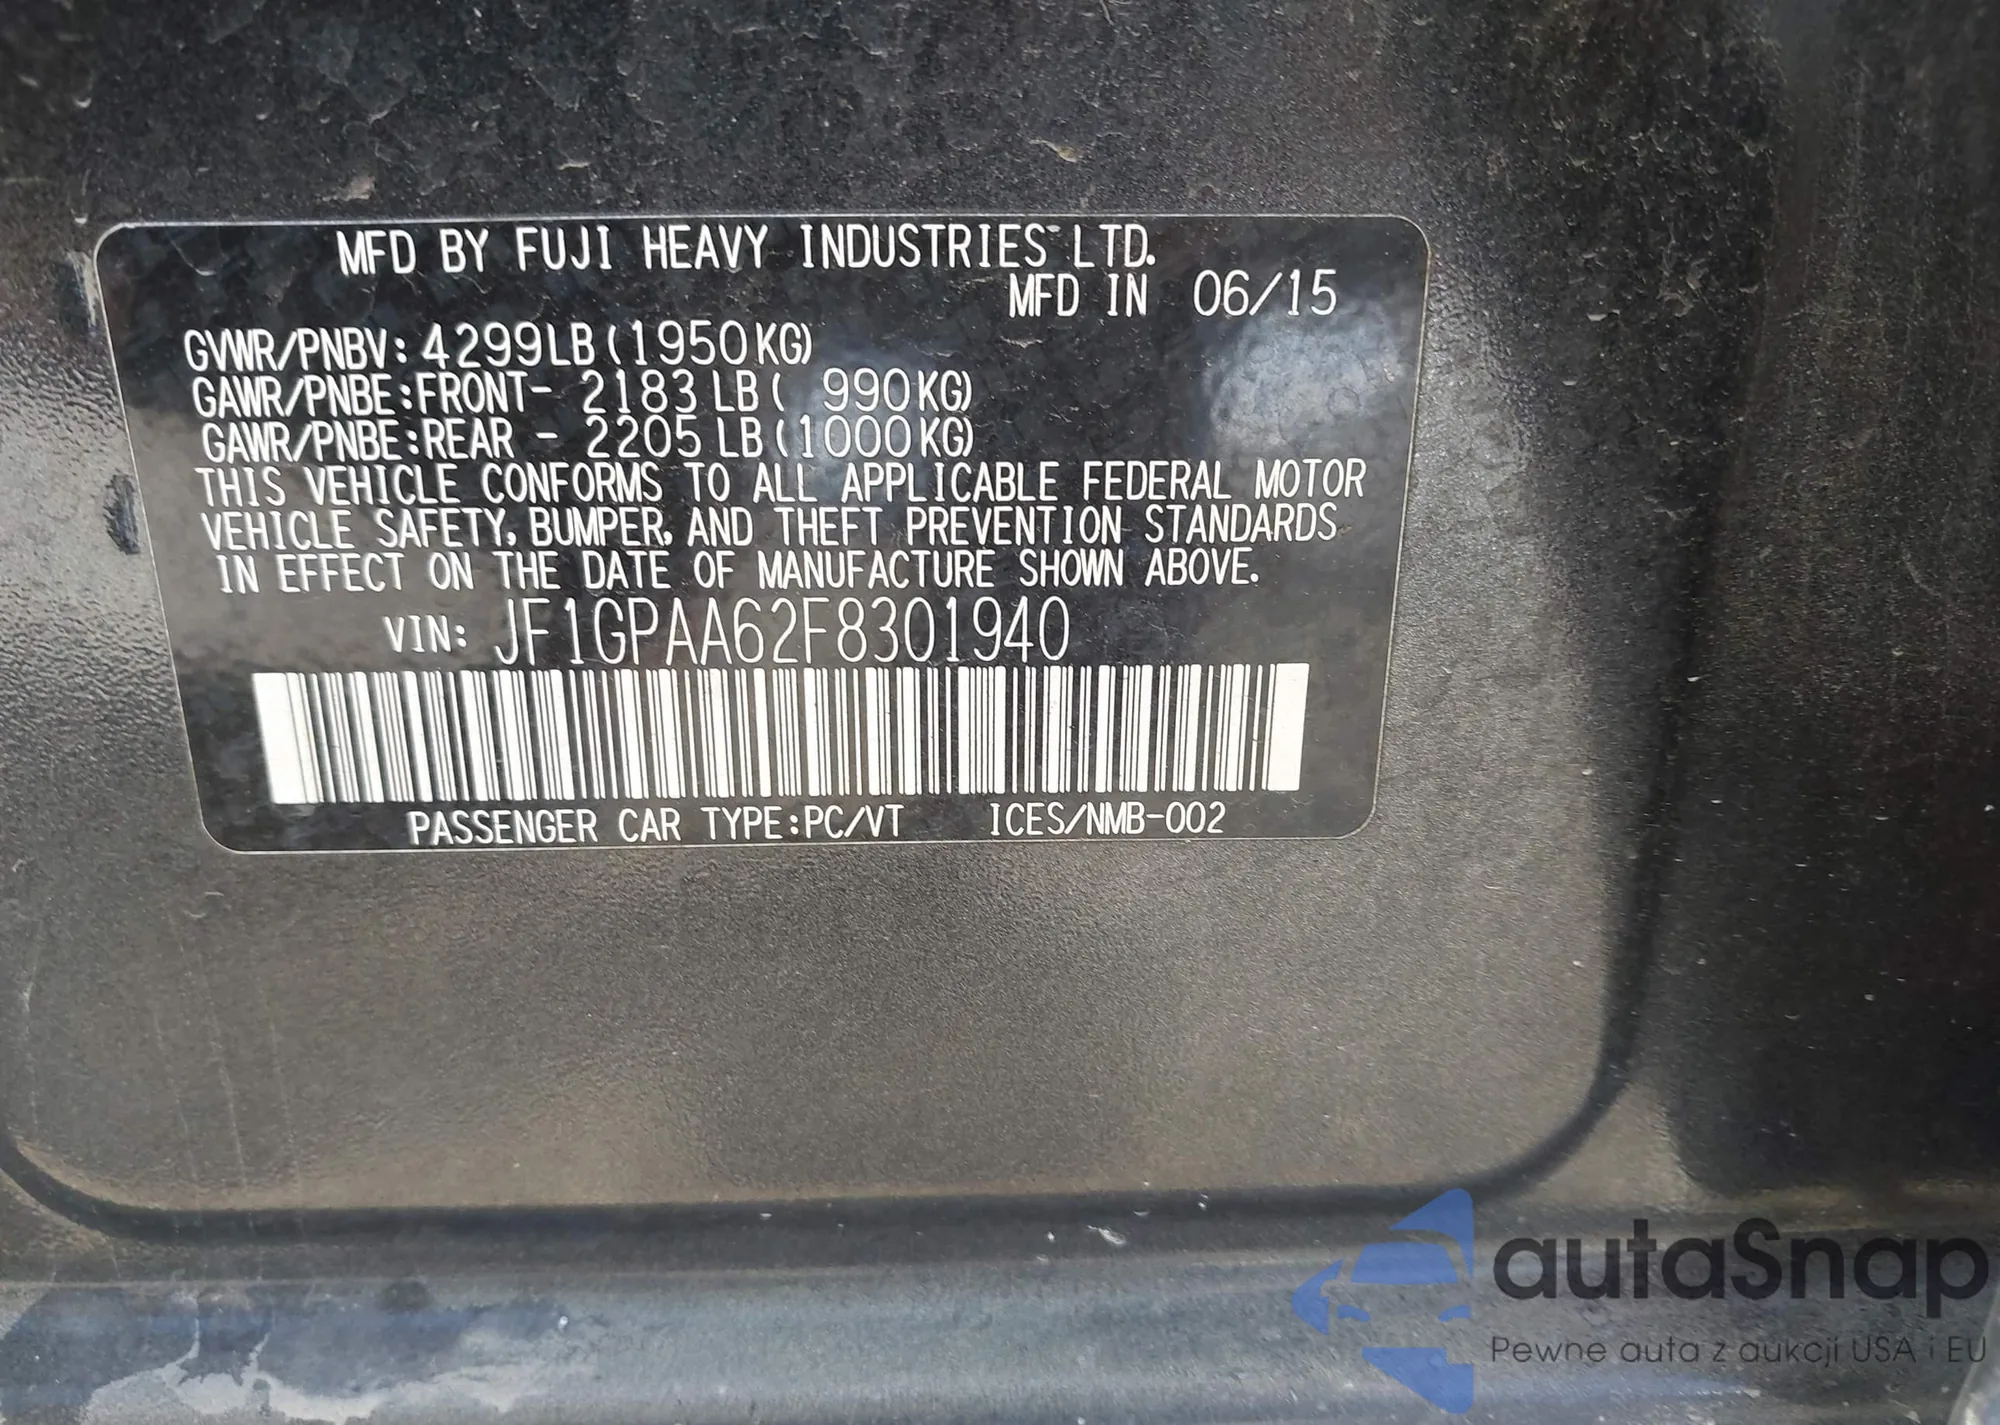 MFD BY FUJI HEAVY INDUSTRIES LTD.
MFD IN 06/15
GVWR/PNBV: 4299LB (1950KG)
GAWR/PNBE: FRONT- 2183 LB ( 990KG)
GAWR/PNBE: REAR - 2205 LB (1000KG)
THIS VEHICLE CONFORMS TO ALL APPLICABLE FEDERAL MOTOR
VEHICLE SAFETY, BUMPER, AND THEFT PREVENTION STANDARDS
IN EFFECT ON THE DATE OF MANUFACTURE SHOWN ABOVE.
VIN: JF1GPAA62F8301940
PASSENGER CAR TYPE:PC/VT ICES/NMB-002
autaSnap
Pewne auta z aukcji USA i EU